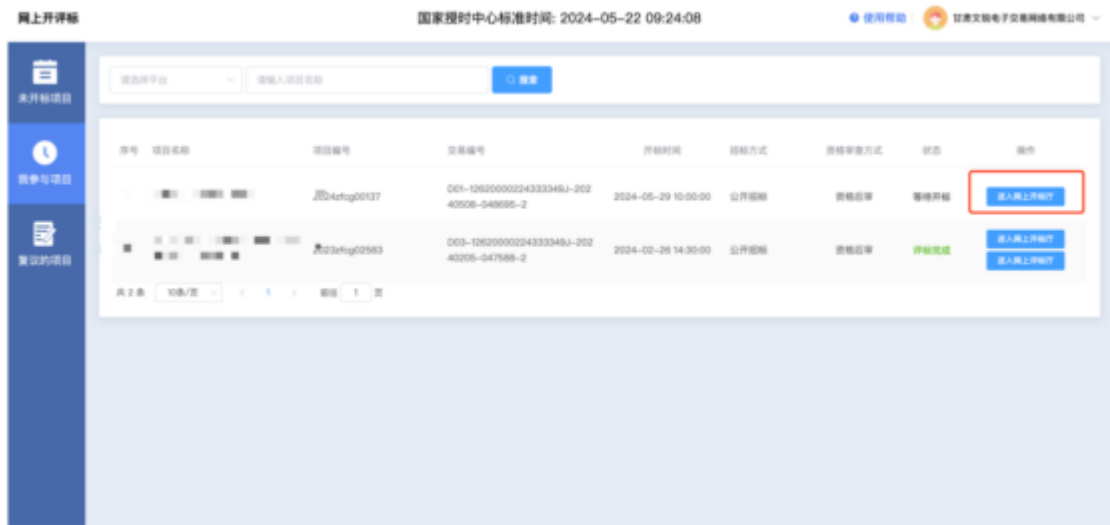 网上开评标
国家授时中心标准时间: 2024-05-22 09:24:08
使用帮助
甘肃文锐电子交易网络有限公司
未开标项目
我参与项目
复议的项目
请选择平台
请输入项目名称
搜索
序号 项目名称 项目编号 交易编号 开标时间 招标方式 资格审查方式 状态 操作
2024zfcg00137
D01-12620000224333349J-202
40508-048695-2
2024-05-29 10:00:00 公开招标 资格后审 等待开标 进入网上开标厅
2023zfcg02583
D03-12620000224333349J-202
40205-047588-2
2024-02-26 14:30:00 公开招标 资格后审 评标完成 进入网上开标厅
进入网上评标厅
共 2 条 10条/页 1 前往 1 页